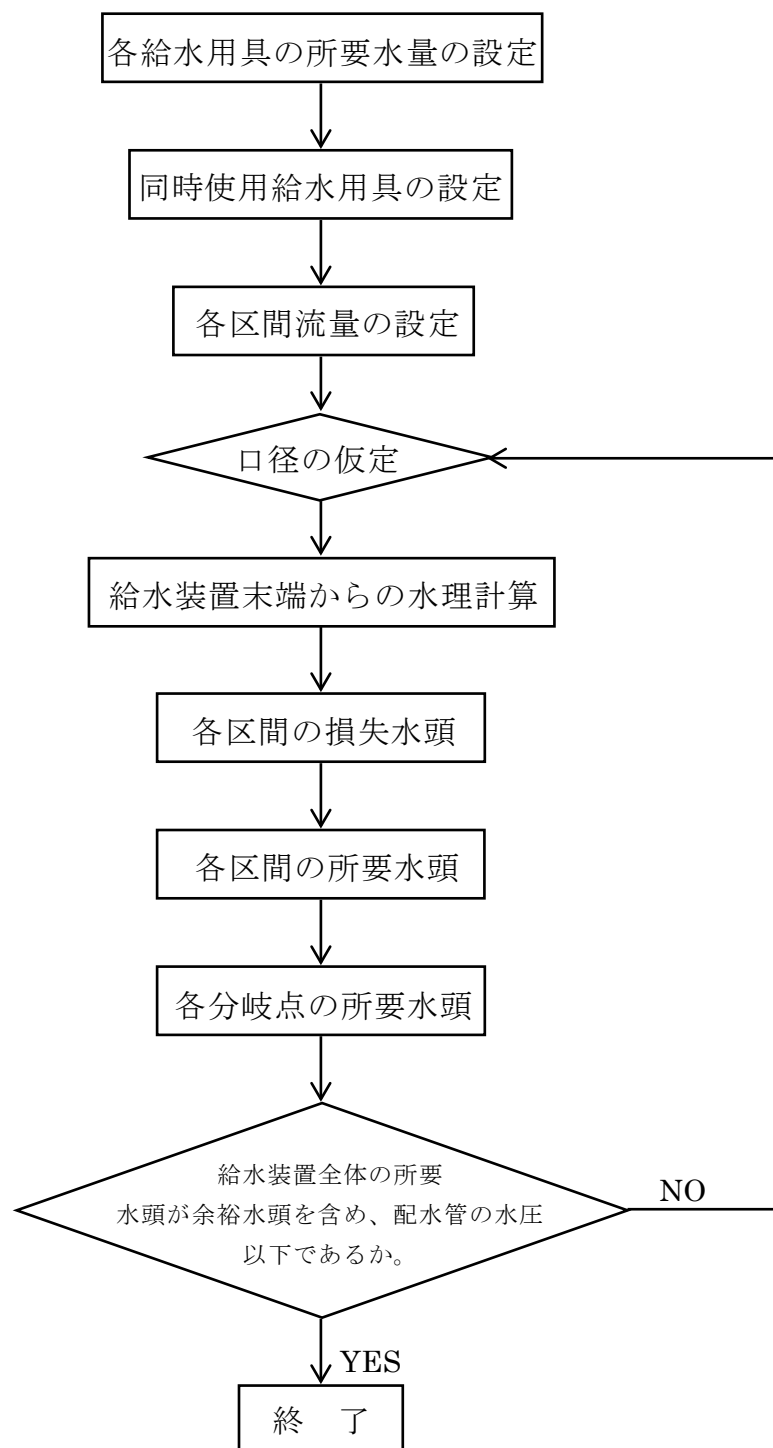 各給水用具の所要水量の設定
同時使用給水用具の設定
各区間流量の設定
口径の仮定
給水装置末端からの水理計算
各区間の損失水頭
各区間の所要水頭
各分岐点の所要水頭
給水装置全体の所要
水頭が余裕水頭を含め、配水管の水圧
以下であるか。
NO
YES
終　了